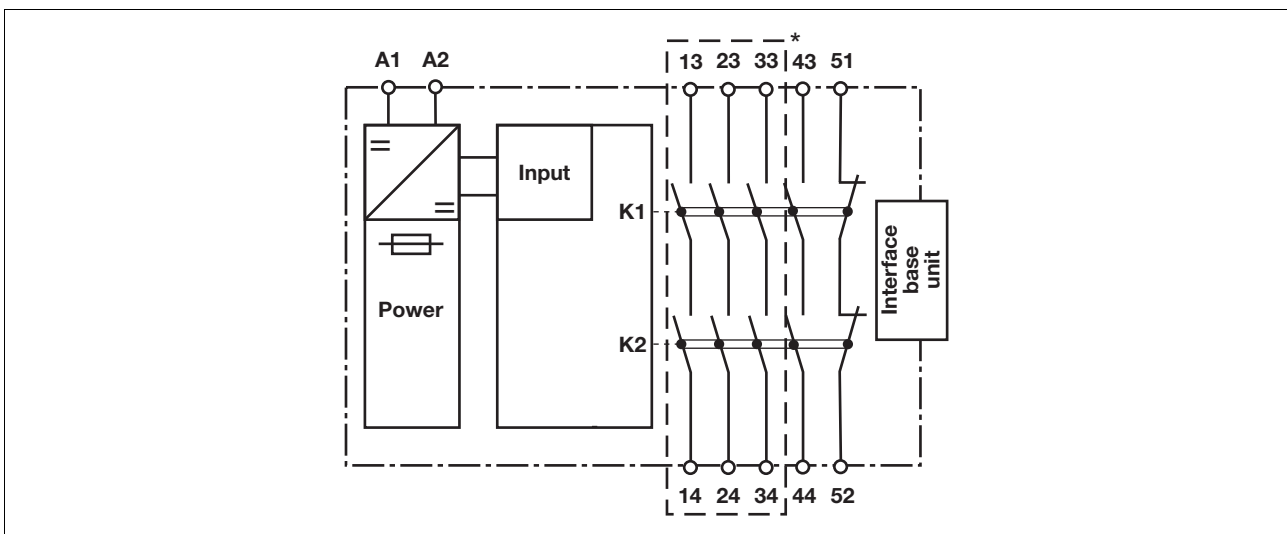 *
A1 A2 13 23 33 43 51
Input
K1
Interface
base
unit
Power
K2
14 24 34 44 52